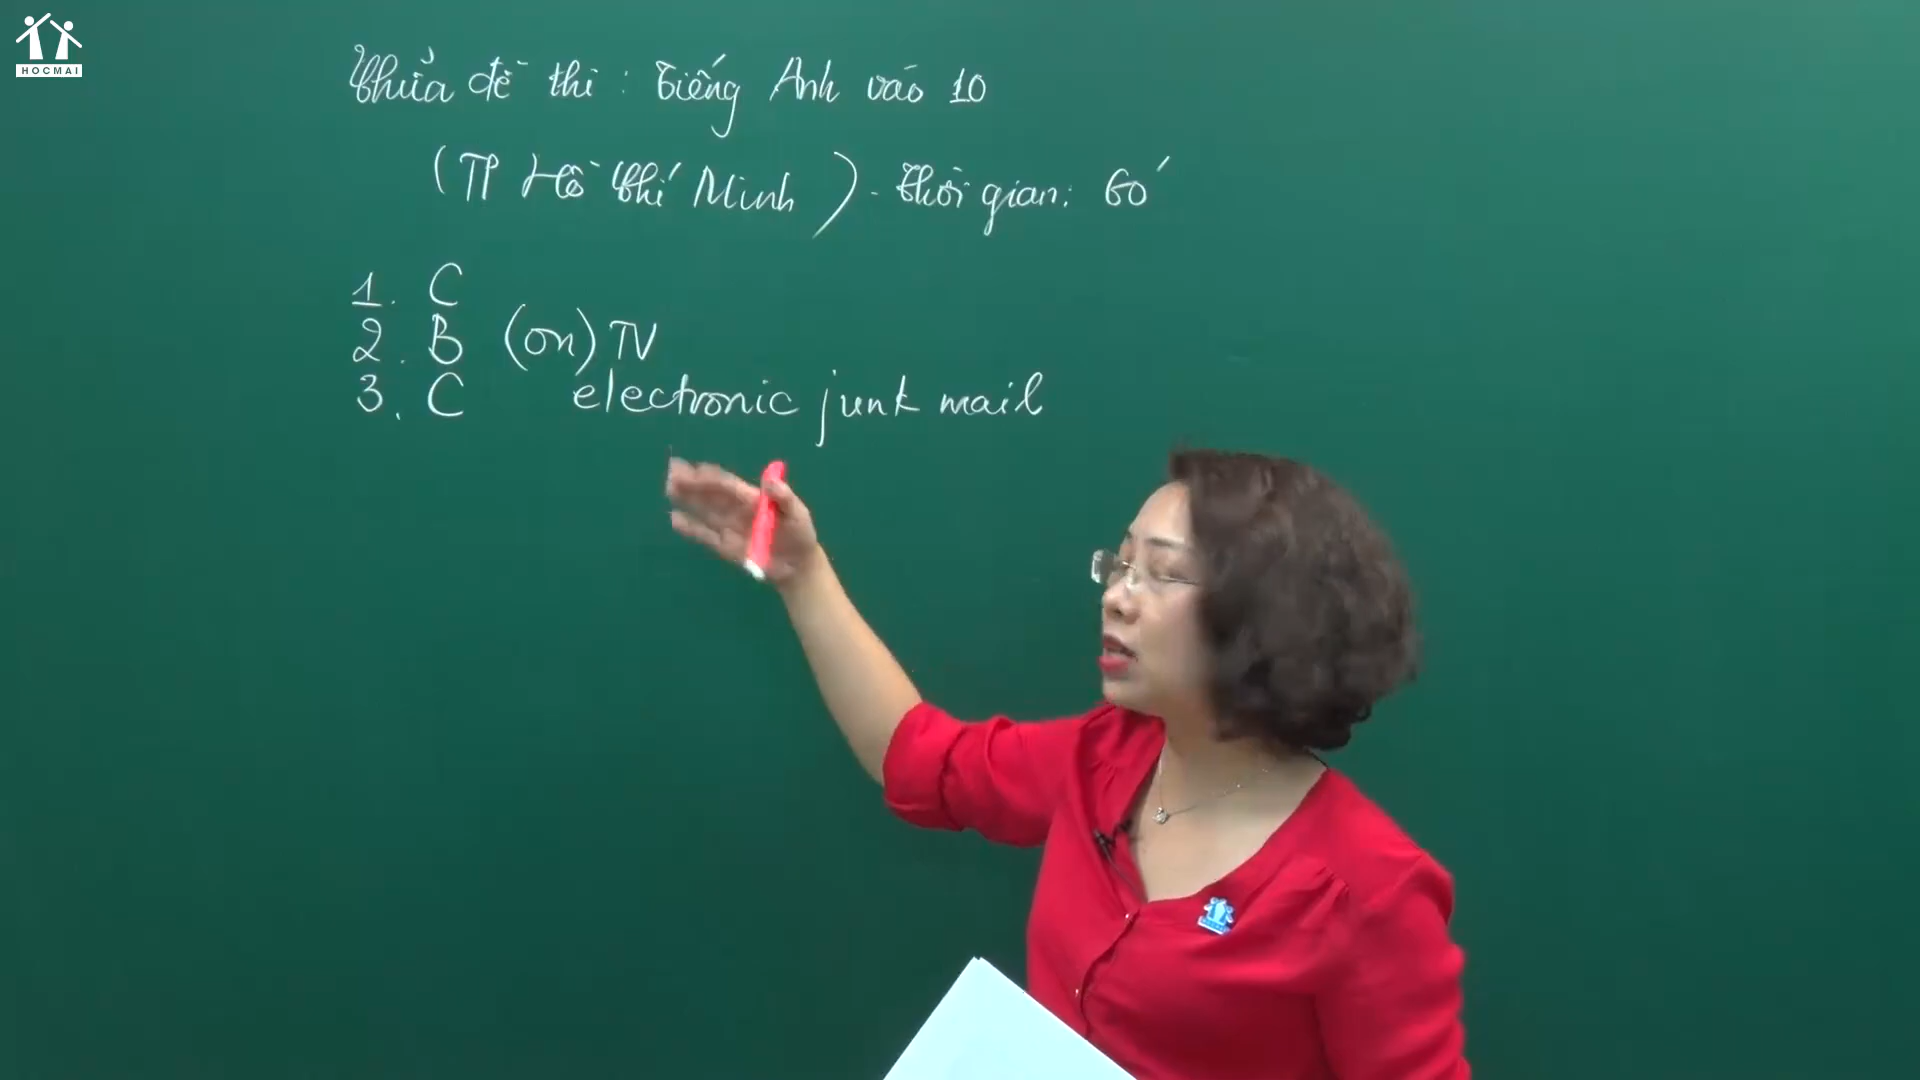 HOCMAI
Chữa đề thi : Tiếng Anh vào 10
(TP Hồ Chí Minh) - Thời gian: 60'
1. C
2. B (on) TV
3. C electronic junk mail